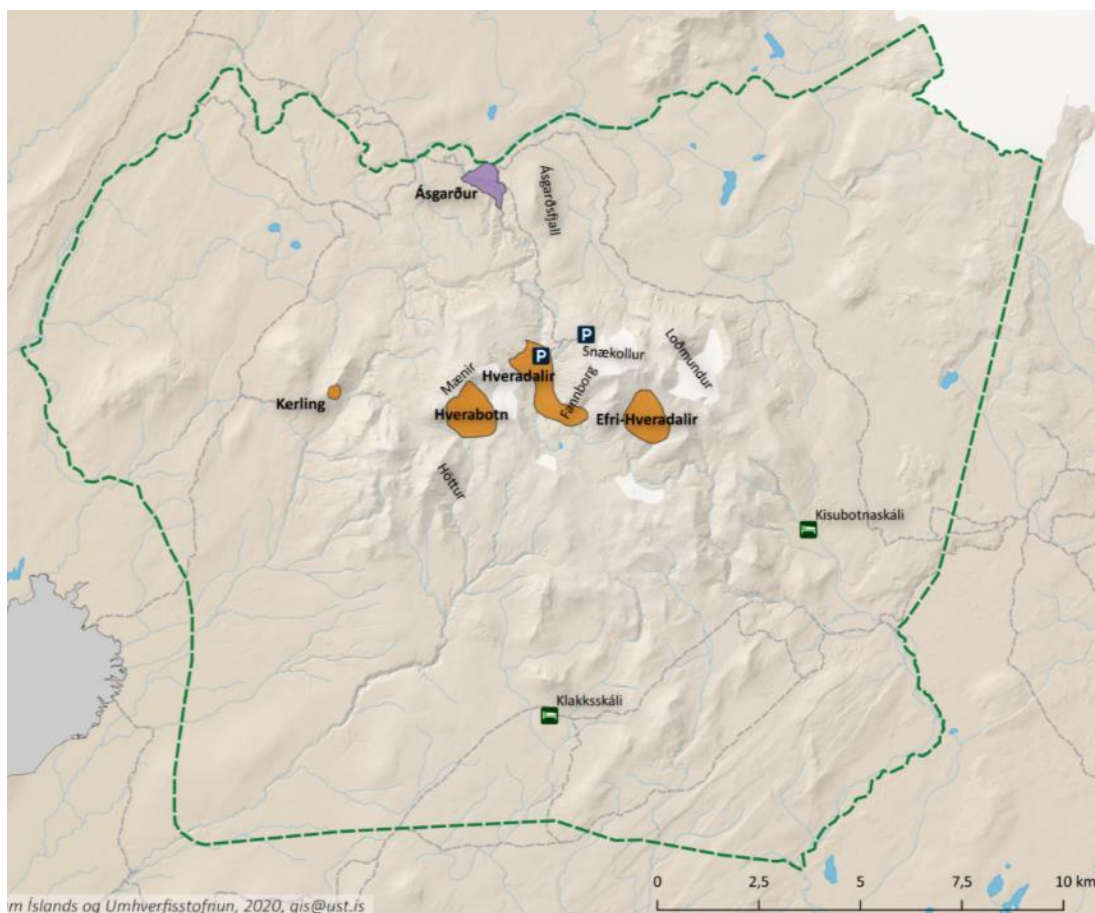 Ásgarður
Ásgarðsfjall
P
Snækollur
Loðmundur
P
Hveradalir
Mænir
Fannborg
Kerling
Hverabotn
Efri-Hveradalir
Höttur
Kisubotnaskáli
Klakksskáli
0 2,5 5 7,5 10 km
m Íslands og Umhverfisstofnun, 2020, gis@ust.is